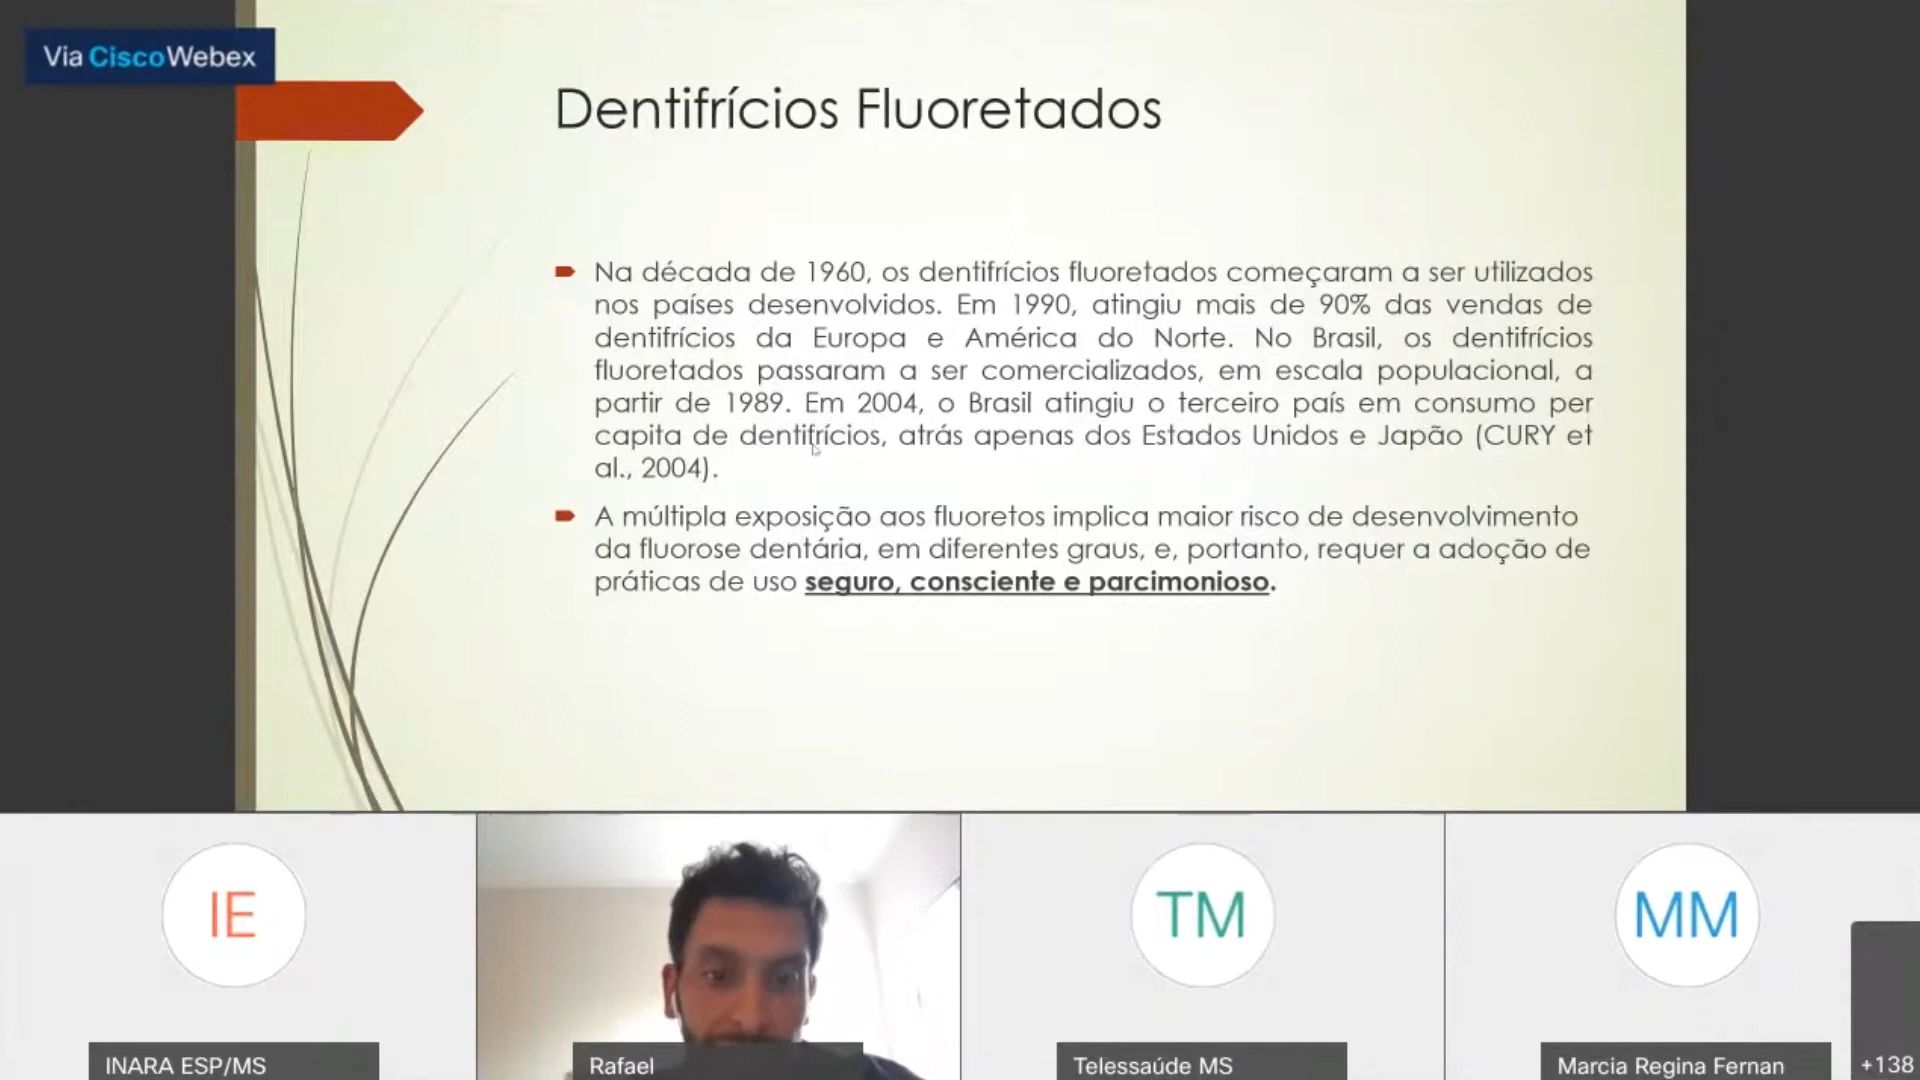 Via CiscoWebex
Dentifrícios Fluoretados
Na década de 1960, os dentifrícios fluoretados começaram a ser utilizados
nos países desenvolvidos. Em 1990, atingiu mais de 90% das vendas de
dentifrícios da Europa e América do Norte. No Brasil, os dentifrícios
fluoretados passaram a ser comercializados, em escala populacional, a
partir de 1989. Em 2004, o Brasil atingiu o terceiro país em consumo per
capita de dentifrícios, atrás apenas dos Estados Unidos e Japão (CURY et
al., 2004).
A múltipla exposição aos fluoretos implica maior risco de desenvolvimento
da fluorose dentária, em diferentes graus, e, portanto, requer a adoção de
práticas de uso seguro, consciente e parcimonioso.
IE
TM
MM
INARA ESP/MS
Rafael
Telessaúde MS
Marcia Regina Fernan
+138